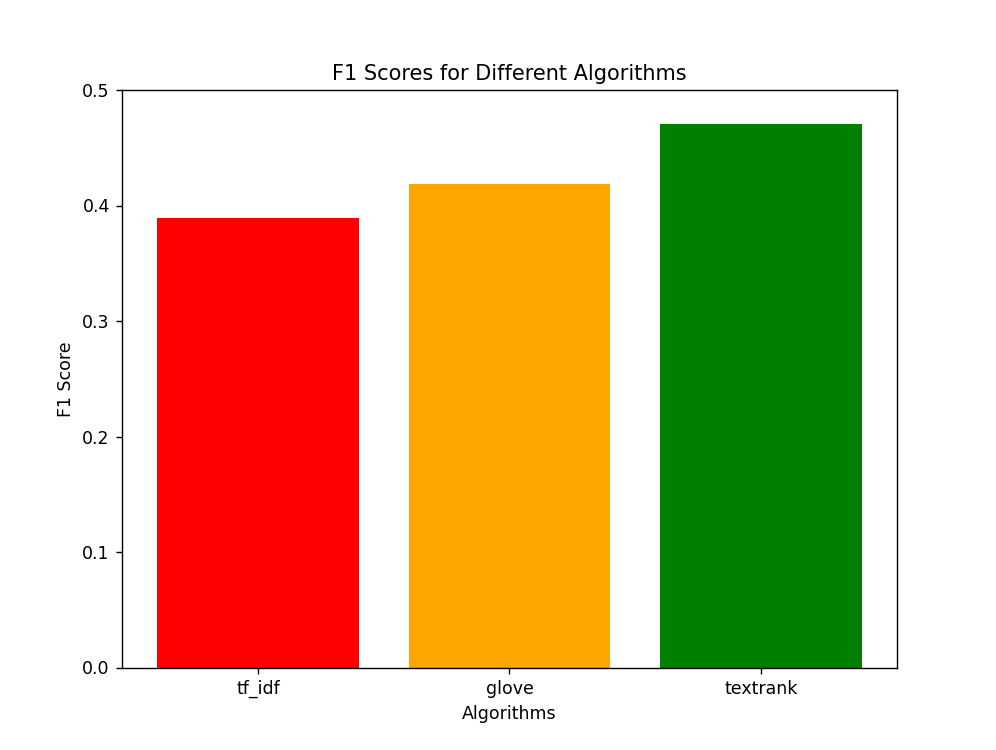 F1 Scores for Different Algorithms
0.5
0.4
0.3
0.2
0.1
0.0
F1 Score
tf_idf
glove
textrank
Algorithms